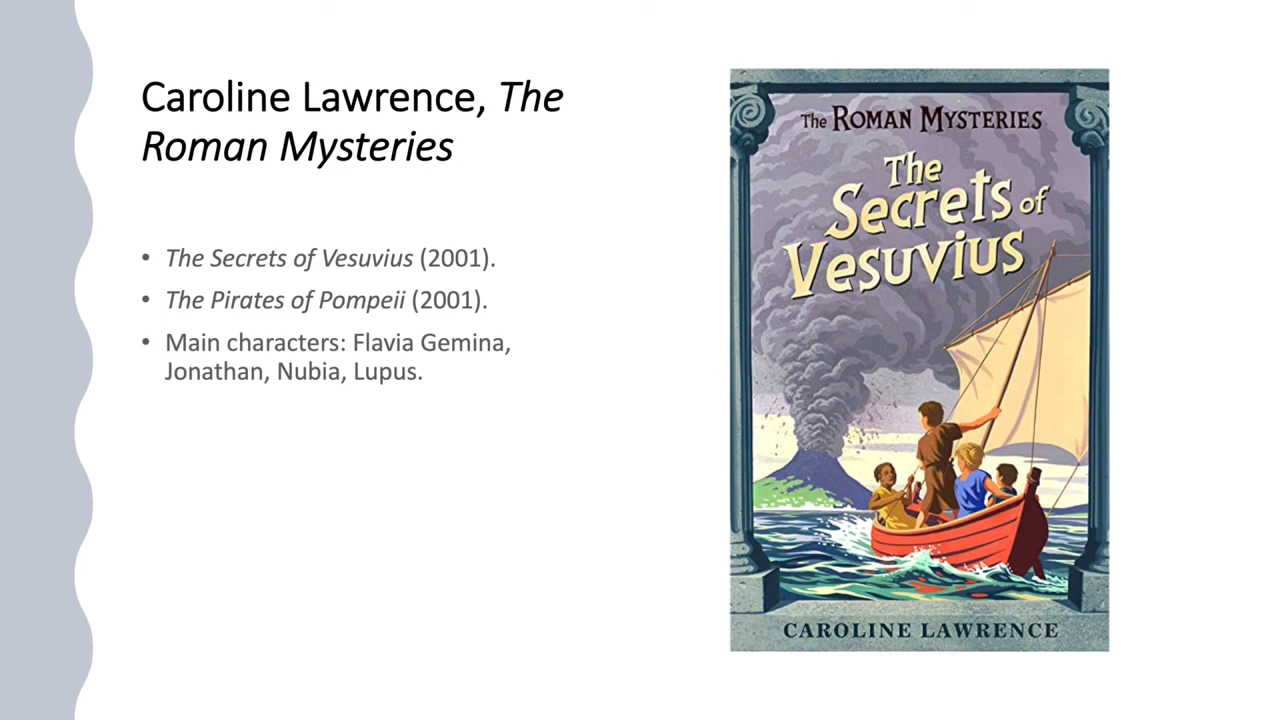 Caroline Lawrence, The
Roman Mysteries
• The Secrets of Vesuvius (2001).
• The Pirates of Pompeii (2001).
• Main characters: Flavia Gemina,
Jonathan, Nubia, Lupus.
The ROMAN MYSTERIES
The
Secrets of
Vesuvius
CAROLINE LAWRENCE